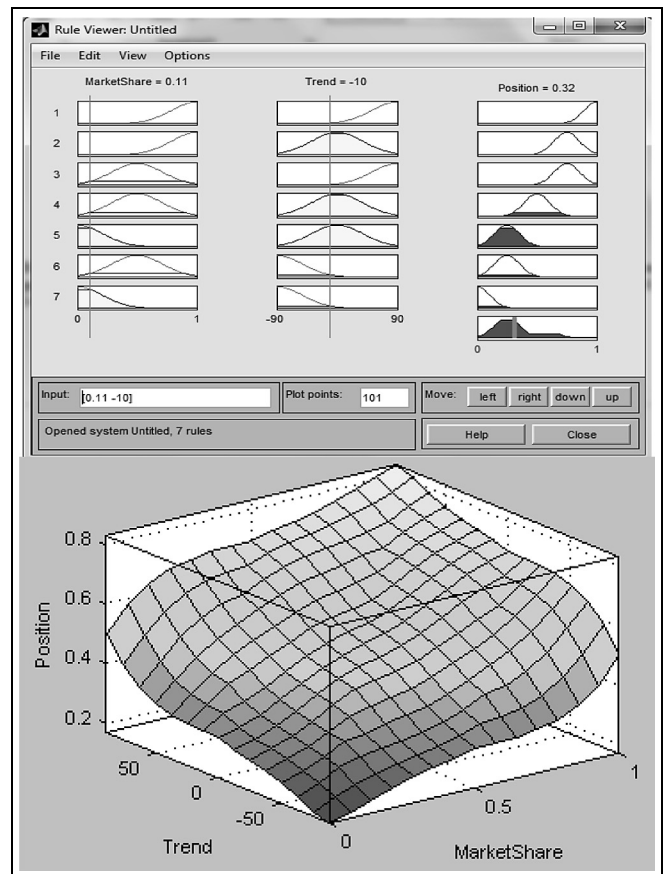 Rule Viewer: Untitled
File Edit View Options
MarketShare = 0.11 Trend = -10 Position = 0.32
1
2
3
4
5
6
7
0 1 -90 90
0 1
Input: [0.11 -10] Plot points: 101 Move: left right down up
Opened system Untitled, 7 rules Help Close
0.8
0.6
0.4
0.2
Position
50
0
-50
Trend
0
0.5
1
MarketShare